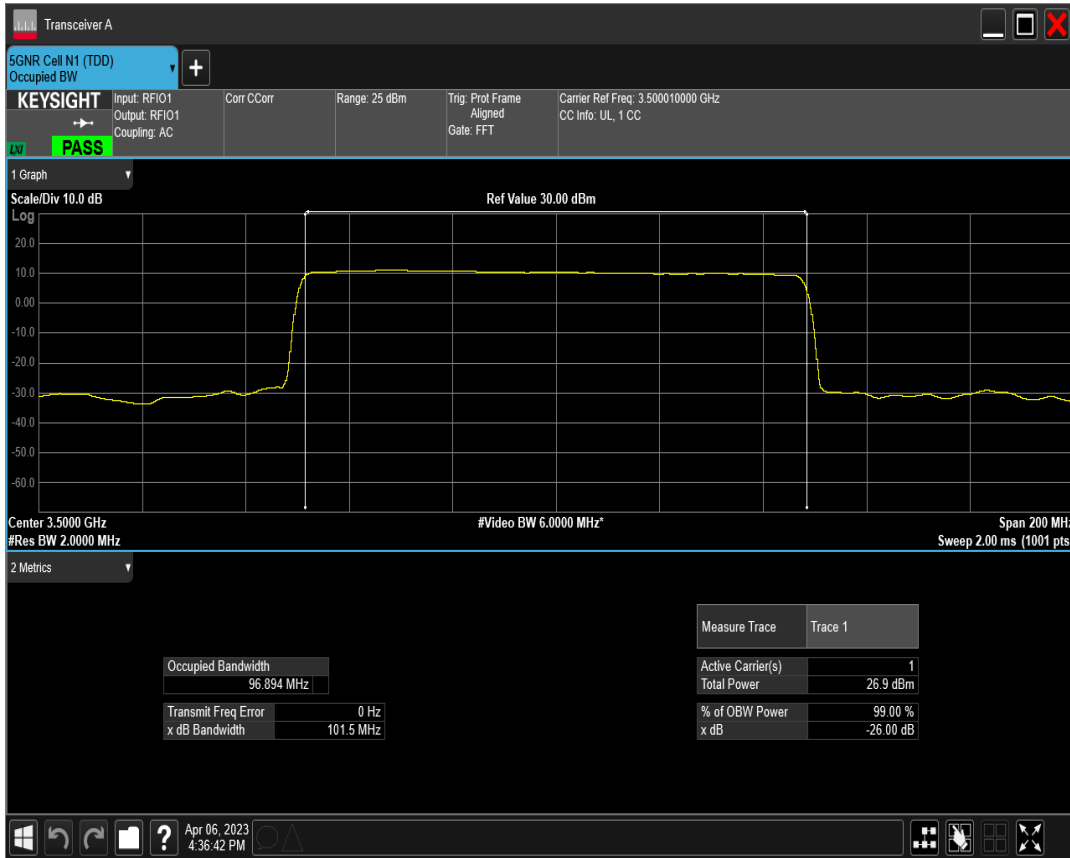 Transceiver A
5GNR Cell N1 (TDD)
Occupied BW
+
KEYSIGHT
LXI
PASS
Input: RFIO1
Output: RFIO1
Coupling: AC
Corr CCorr
Range: 25 dBm
Trig: Prot Frame
Aligned
Gate: FFT
Carrier Ref Freq: 3.500010000 GHz
CC Info: UL, 1 CC
1 Graph
Scale/Div 10.0 dB
Ref Value 30.00 dBm
Log
20.0
10.0
0.00
-10.0
-20.0
-30.0
-40.0
-50.0
-60.0
Center 3.5000 GHz
#Video BW 6.0000 MHz*
Span 200 MHz
#Res BW 2.0000 MHz
Sweep 2.00 ms (1001 pts
2 Metrics
Measure Trace Trace 1
Occupied Bandwidth
96.894 MHz
Transmit Freq Error 0 Hz
x dB Bandwidth 101.5 MHz
Active Carrier(s) 1
Total Power 26.9 dBm
% of OBW Power 99.00 %
x dB -26.00 dB
?
Apr 06, 2023
4:36:42 PM